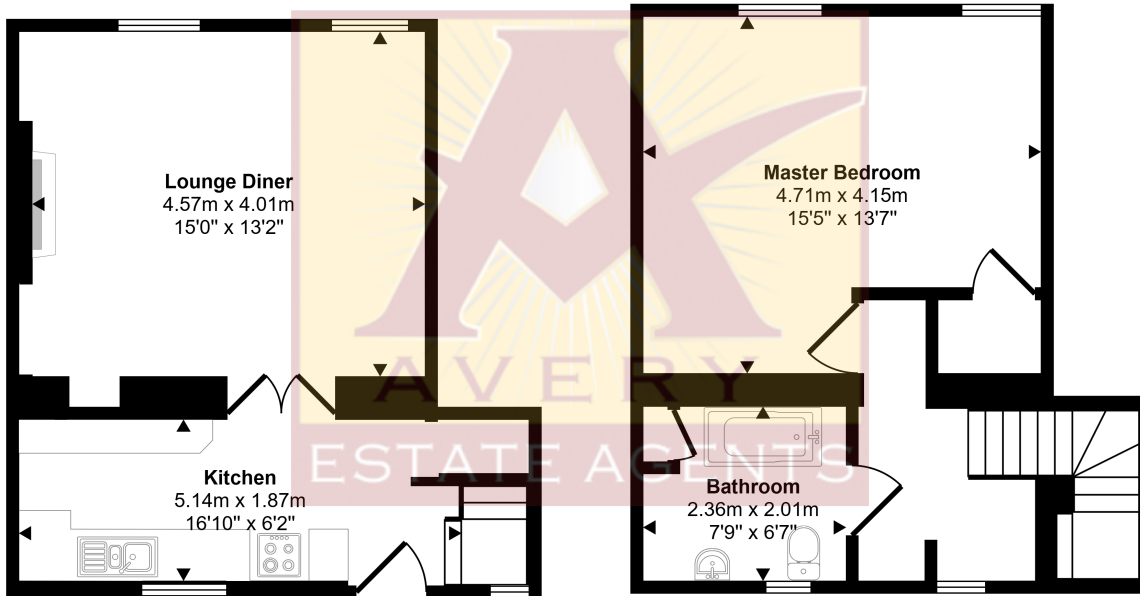 Lounge Diner
4.57m x 4.01m
15'0" x 13'2"
Kitchen
5.14m x 1.87m
16'10" x 6'2"
Master Bedroom
4.71m x 4.15m
15'5" x 13'7"
Bathroom
2.36m x 2.01m
7'9" x 6'7"
AVERY
ESTATE AGENTS